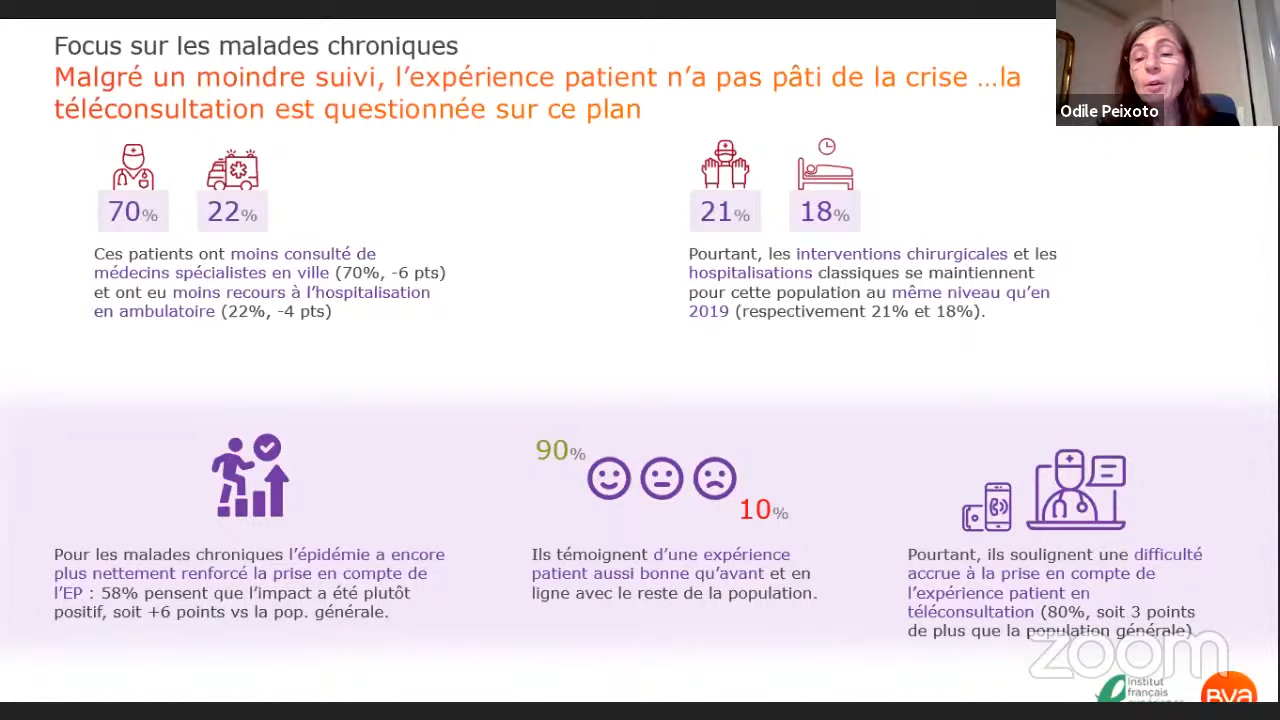 Focus sur les malades chroniques
Malgré un moindre suivi, l’expérience patient n’a pas pâti de la crise …la
téléconsultation est questionnée sur ce plan
Odile Peixoto
70%
22%
Ces patients ont moins consulté de
médecins spécialistes en ville (70%, -6 pts)
et ont eu moins recours à l’hospitalisation
en ambulatoire (22%, -4 pts)
21%
18%
Pourtant, les interventions chirurgicales et les
hospitalisations classiques se maintiennent
pour cette population au même niveau qu’en
2019 (respectivement 21% et 18%).
Pour les malades chroniques l’épidémie a encore
plus nettement renforcé la prise en compte de
l’EP : 58% pensent que l’impact a été plutôt
positif, soit +6 points vs la pop. générale.
90%
10%
Ils témoignent d’une expérience
patient aussi bonne qu’avant et en
ligne avec le reste de la population.
Pourtant, ils soulignent une difficulté
accrue à la prise en compte de
l’expérience patient en
téléconsultation (80%, soit 3 points
de plus que la population générale)
zoom
Institut
français
BVA